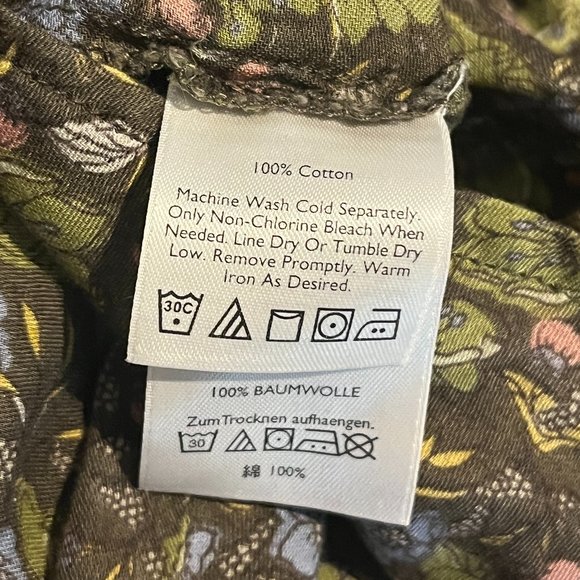 100% Cotton
Machine Wash Cold Separately.
Only Non-Chlorine Bleach When
Needed. Line Dry Or Tumble Dry
Low. Remove Promptly. Warm
Iron As Desired.
30C
100% BAUMWOLLE
Zum Trocknen aufhaengen.
30
綿 100%